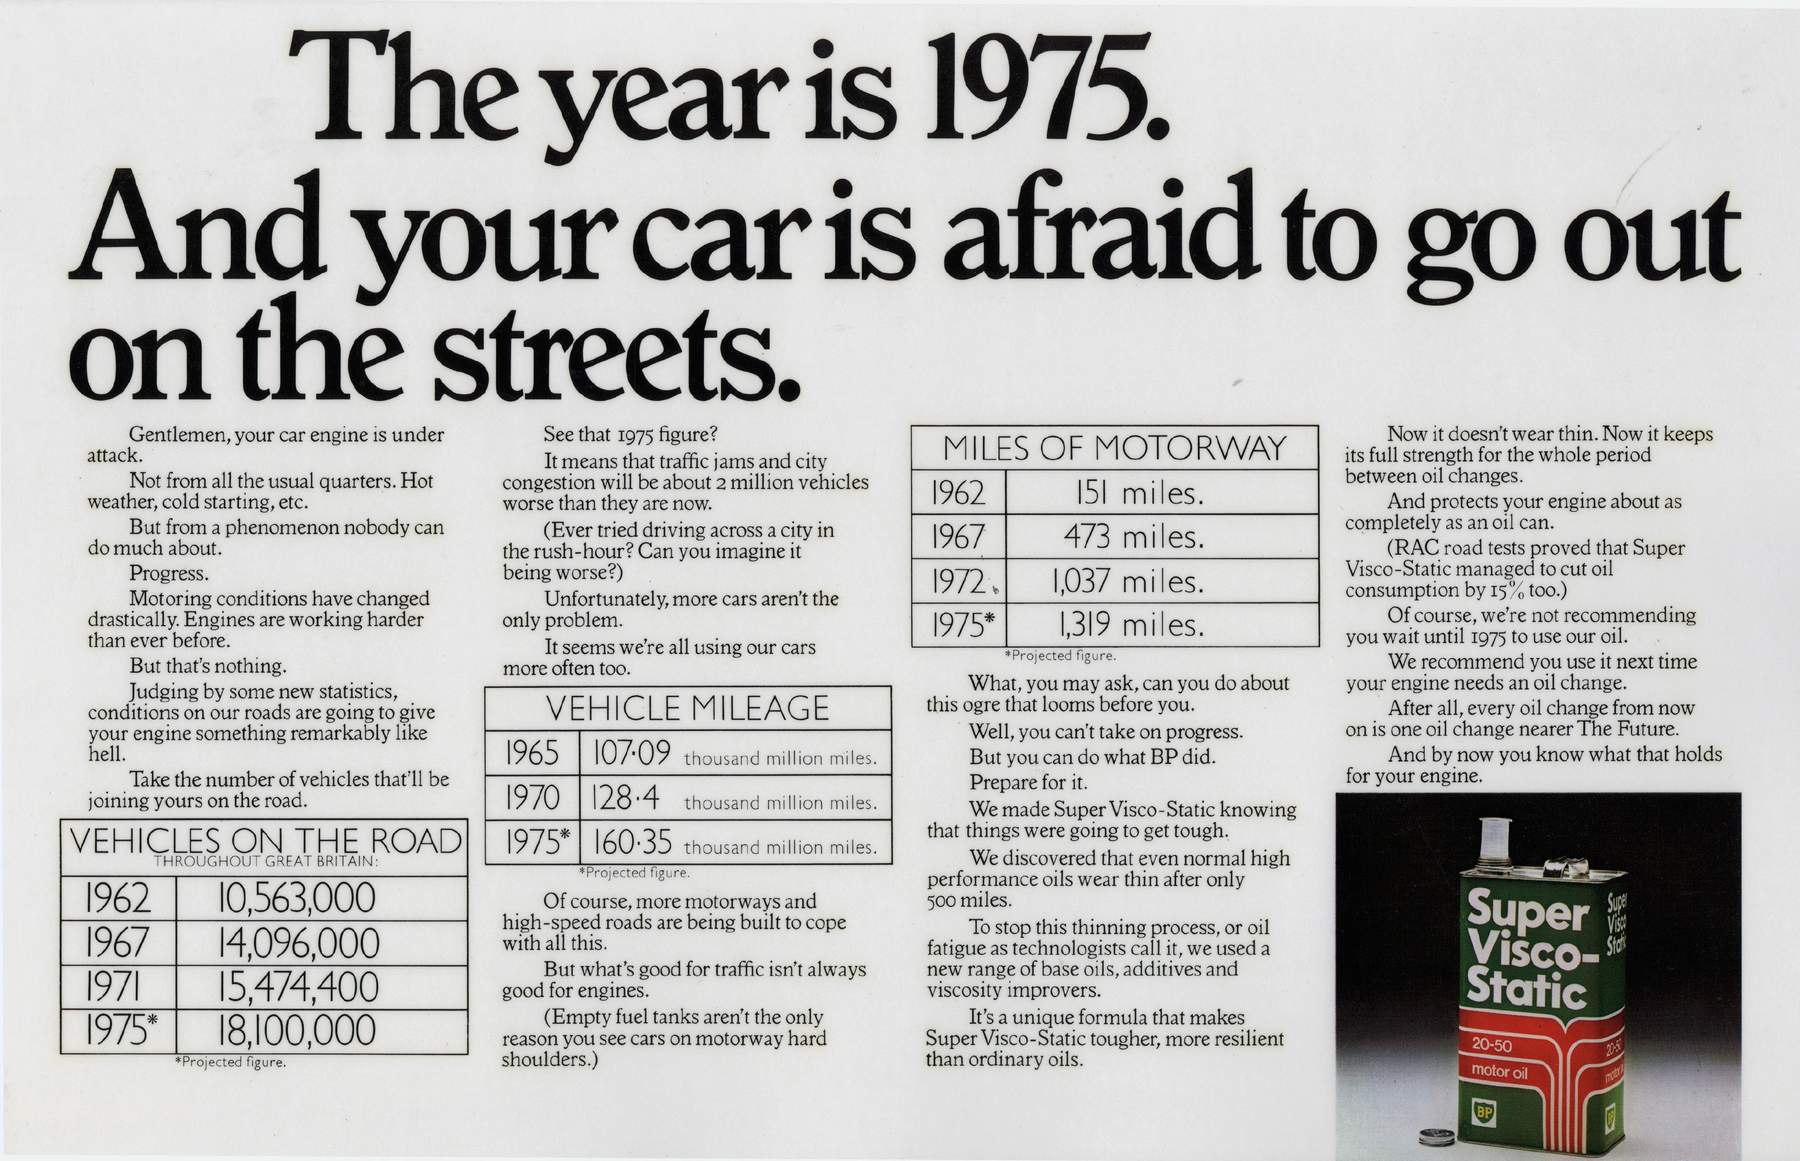 The year is 1975.
And your car is afraid to go out
on the streets.
Gentlemen, your car engine is under
attack.
Not from all the usual quarters. Hot
weather, cold starting, etc.
But from a phenomenon nobody can
do much about.
Progress.
Motoring conditions have changed
drastically. Engines are working harder
than ever before.
But that's nothing.
Judging by some new statistics,
conditions on our roads are going to give
your engine something remarkably like
hell.
Take the number of vehicles that'll be
joining yours on the road.
VEHICLES ON THE ROAD
THROUGHOUT GREAT BRITAIN:
1962 10,563,000
1967 14,096,000
1971 15,474,400
1975* 18,100,000
*Projected figure.
See that 1975 figure?
It means that traffic jams and city
congestion will be about 2 million vehicles
worse than they are now.
(Ever tried driving across a city in
the rush-hour? Can you imagine it
being worse?)
Unfortunately, more cars aren't the
only problem.
It seems we're all using our cars
more often too.
VEHICLE MILEAGE
1965 107·09 thousand million miles.
1970 128·4 thousand million miles.
1975* 160·35 thousand million miles.
*Projected figure.
Of course, more motorways and
high-speed roads are being built to cope
with all this.
But what's good for traffic isn't always
good for engines.
(Empty fuel tanks aren't the only
reason you see cars on motorway hard
shoulders.)
MILES OF MOTORWAY
1962 151 miles.
1967 473 miles.
1972 1,037 miles.
1975* 1,319 miles.
*Projected figure.
What, you may ask, can you do about
this ogre that looms before you.
Well, you can't take on progress.
But you can do what BP did.
Prepare for it.
We made Super Visco-Static knowing
that things were going to get tough.
We discovered that even normal high
performance oils wear thin after only
500 miles.
To stop this thinning process, or oil
fatigue as technologists call it, we used a
new range of base oils, additives and
viscosity improvers.
It's a unique formula that makes
Super Visco-Static tougher, more resilient
than ordinary oils.
Now it doesn't wear thin. Now it keeps
its full strength for the whole period
between oil changes.
And protects your engine about as
completely as an oil can.
(RAC road tests proved that Super
Visco-Static managed to cut oil
consumption by 15% too.)
Of course, we're not recommending
you wait until 1975 to use our oil.
We recommend you use it next time
your engine needs an oil change.
After all, every oil change from now
on is one oil change nearer The Future.
And by now you know what that holds
for your engine.
Super
Visco-
Static
20-50
motor oil
BP
Super
Visco
Static
20-50
motor
BP